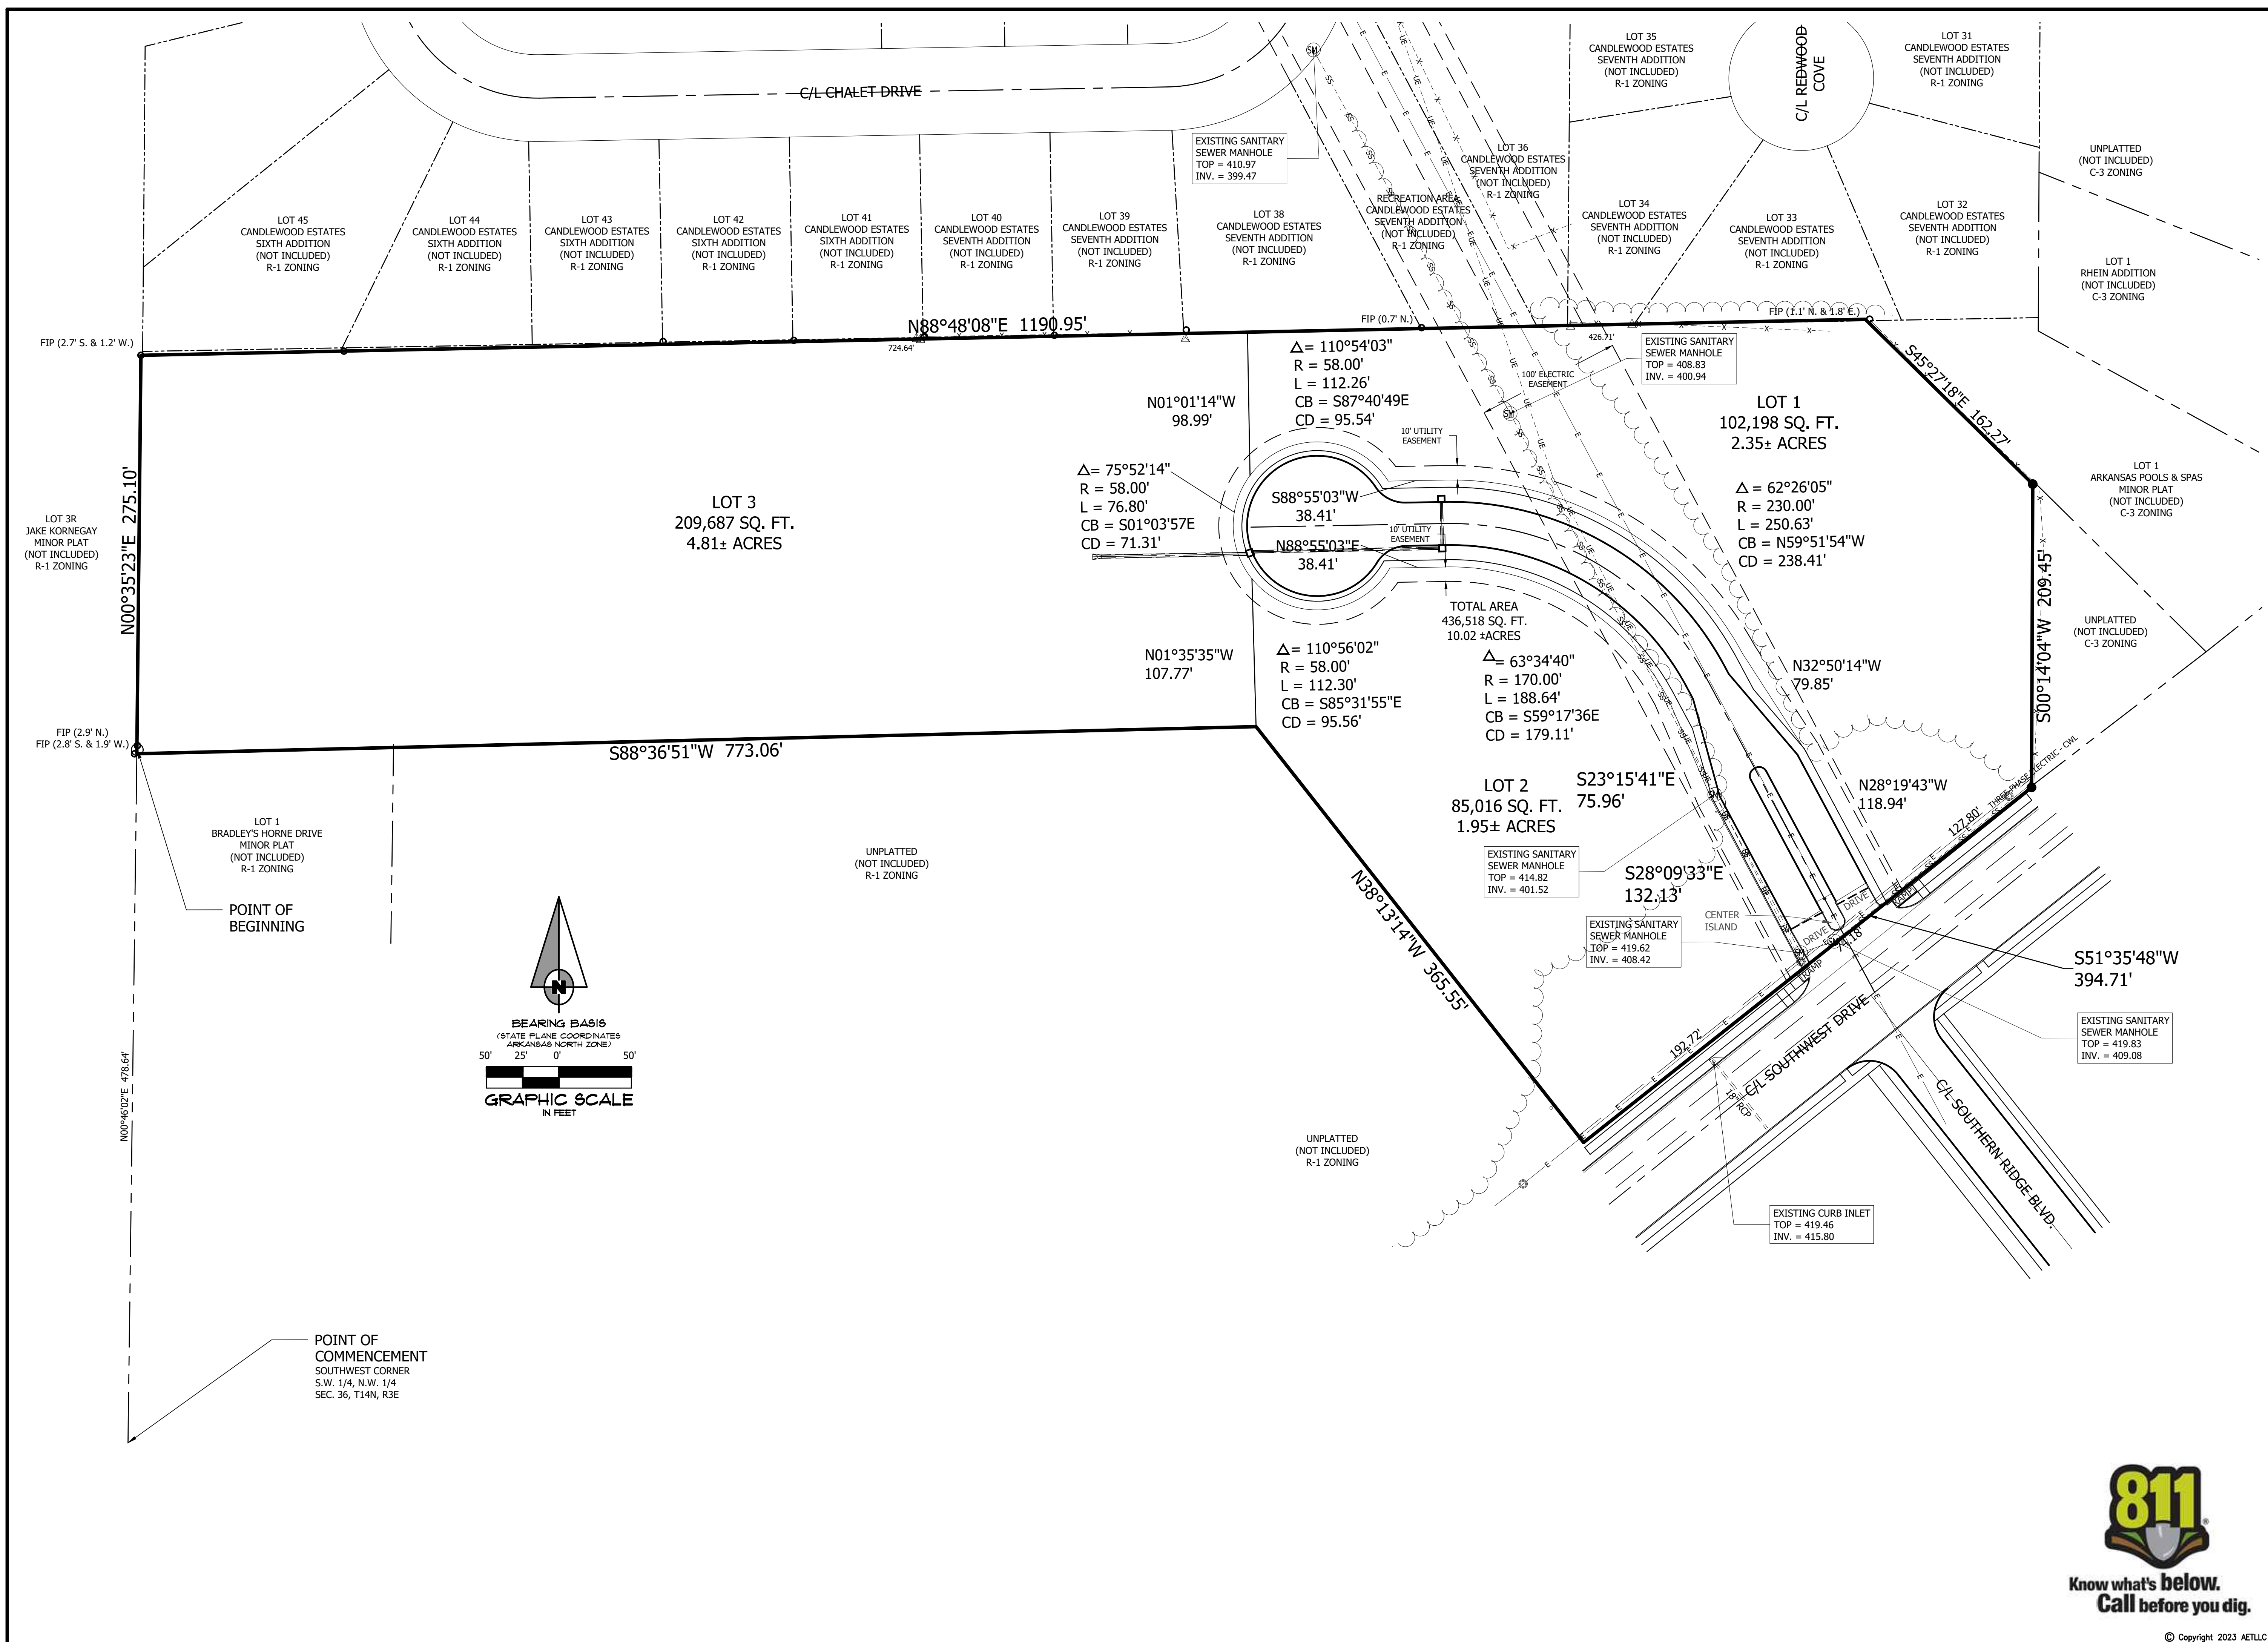 C/L CHALET DRIVE
C/L REDWOOD
COVE
LOT 35
CANDLEWOOD ESTATES
SEVENTH ADDITION
(NOT INCLUDED)
R-1 ZONING
LOT 31
CANDLEWOOD ESTATES
SEVENTH ADDITION
(NOT INCLUDED)
R-1 ZONING
UNPLATTED
(NOT INCLUDED)
C-3 ZONING
EXISTING SANITARY
SEWER MANHOLE
TOP = 410.97
INV. = 399.47
LOT 36
CANDLEWOOD ESTATES
SEVENTH ADDITION
(NOT INCLUDED)
R-1 ZONING
RECREATION AREA
CANDLEWOOD ESTATES
SEVENTH ADDITION
(NOT INCLUDED)
R-1 ZONING
LOT 45
CANDLEWOOD ESTATES
SIXTH ADDITION
(NOT INCLUDED)
R-1 ZONING
LOT 44
CANDLEWOOD ESTATES
SIXTH ADDITION
(NOT INCLUDED)
R-1 ZONING
LOT 43
CANDLEWOOD ESTATES
SIXTH ADDITION
(NOT INCLUDED)
R-1 ZONING
LOT 42
CANDLEWOOD ESTATES
SIXTH ADDITION
(NOT INCLUDED)
R-1 ZONING
LOT 41
CANDLEWOOD ESTATES
SIXTH ADDITION
(NOT INCLUDED)
R-1 ZONING
LOT 40
CANDLEWOOD ESTATES
SEVENTH ADDITION
(NOT INCLUDED)
R-1 ZONING
LOT 39
CANDLEWOOD ESTATES
SEVENTH ADDITION
(NOT INCLUDED)
R-1 ZONING
LOT 38
CANDLEWOOD ESTATES
SEVENTH ADDITION
(NOT INCLUDED)
R-1 ZONING
LOT 34
CANDLEWOOD ESTATES
SEVENTH ADDITION
(NOT INCLUDED)
R-1 ZONING
LOT 33
CANDLEWOOD ESTATES
SEVENTH ADDITION
(NOT INCLUDED)
R-1 ZONING
LOT 32
CANDLEWOOD ESTATES
SEVENTH ADDITION
(NOT INCLUDED)
R-1 ZONING
LOT 1
RHEIN ADDITION
(NOT INCLUDED)
C-3 ZONING
FIP (2.7' S. & 1.2' W.)
N88°48'08"E 1190.95'
724.64'
FIP (0.7' N.)
426.71'
FIP (1.1' N. & 1.8' E.)
S45°27'18"E 162.27'
EXISTING SANITARY
SEWER MANHOLE
TOP = 408.83
INV. = 400.94
100' ELECTRIC
EASEMENT
Δ= 110°54'03"
R = 58.00'
L = 112.26'
CB = S87°40'49E
CD = 95.54'
N01°01'14"W
98.99'
10' UTILITY
EASEMENT
LOT 1
102,198 SQ. FT.
2.35± ACRES
LOT 3R
JAKE KORNEGAY
MINOR PLAT
(NOT INCLUDED)
R-1 ZONING
N00°35'23"E 275.10'
LOT 3
209,687 SQ. FT.
4.81± ACRES
Δ= 75°52'14"
R = 58.00'
L = 76.80'
CB = S01°03'57E
CD = 71.31'
S88°55'03"W
38.41'
N88°55'03"E
38.41'
10' UTILITY
EASEMENT
Δ = 62°26'05"
R = 230.00'
L = 250.63'
CB = N59°51'54"W
CD = 238.41'
LOT 1
ARKANSAS POOLS & SPAS
MINOR PLAT
(NOT INCLUDED)
C-3 ZONING
S00°14'04"W 209.45'
UNPLATTED
(NOT INCLUDED)
C-3 ZONING
TOTAL AREA
436,518 SQ. FT.
10.02 ±ACRES
N01°35'35"W
107.77'
Δ= 110°56'02"
R = 58.00'
L = 112.30'
CB = S85°31'55"E
CD = 95.56'
Δ= 63°34'40"
R = 170.00'
L = 188.64'
CB = S59°17'36E
CD = 179.11'
N32°50'14"W
79.85'
FIP (2.9' N.)
FIP (2.8' S. & 1.9' W.)
S88°36'51"W 773.06'
LOT 2
85,016 SQ. FT.
1.95± ACRES
S23°15'41"E
75.96'
N28°19'43"W
118.94'
THREE PHASE ELECTRIC - CWL
127.80'
LOT 1
BRADLEY'S HORNE DRIVE
MINOR PLAT
(NOT INCLUDED)
R-1 ZONING
UNPLATTED
(NOT INCLUDED)
R-1 ZONING
EXISTING SANITARY
SEWER MANHOLE
TOP = 414.82
INV. = 401.52
S28°09'33"E
132.13'
N38°13'14"W 365.55'
POINT OF
BEGINNING
EXISTING SANITARY
SEWER MANHOLE
TOP = 419.62
INV. = 408.42
CENTER
ISLAND
DRIVE
DRIVE
RAMP
RAMP
74.18'
S51°35'48"W
394.71'
N
BEARING BASIS
(STATE PLANE COORDINATES
ARKANSAS NORTH ZONE)
50' 25' 0' 50'
GRAPHIC SCALE
IN FEET
N00°46'02"E 478.64'
192.72'
C/L SOUTHWEST DRIVE
18" RCP
EXISTING SANITARY
SEWER MANHOLE
TOP = 419.83
INV. = 409.08
C/L SOUTHERN RIDGE BLVD.
UNPLATTED
(NOT INCLUDED)
R-1 ZONING
EXISTING CURB INLET
TOP = 419.46
INV. = 415.80
POINT OF
COMMENCEMENT
SOUTHWEST CORNER
S.W. 1/4, N.W. 1/4
SEC. 36, T14N, R3E
811®
Know what's below.
Call before you dig.
© Copyright 2023 AETLLC